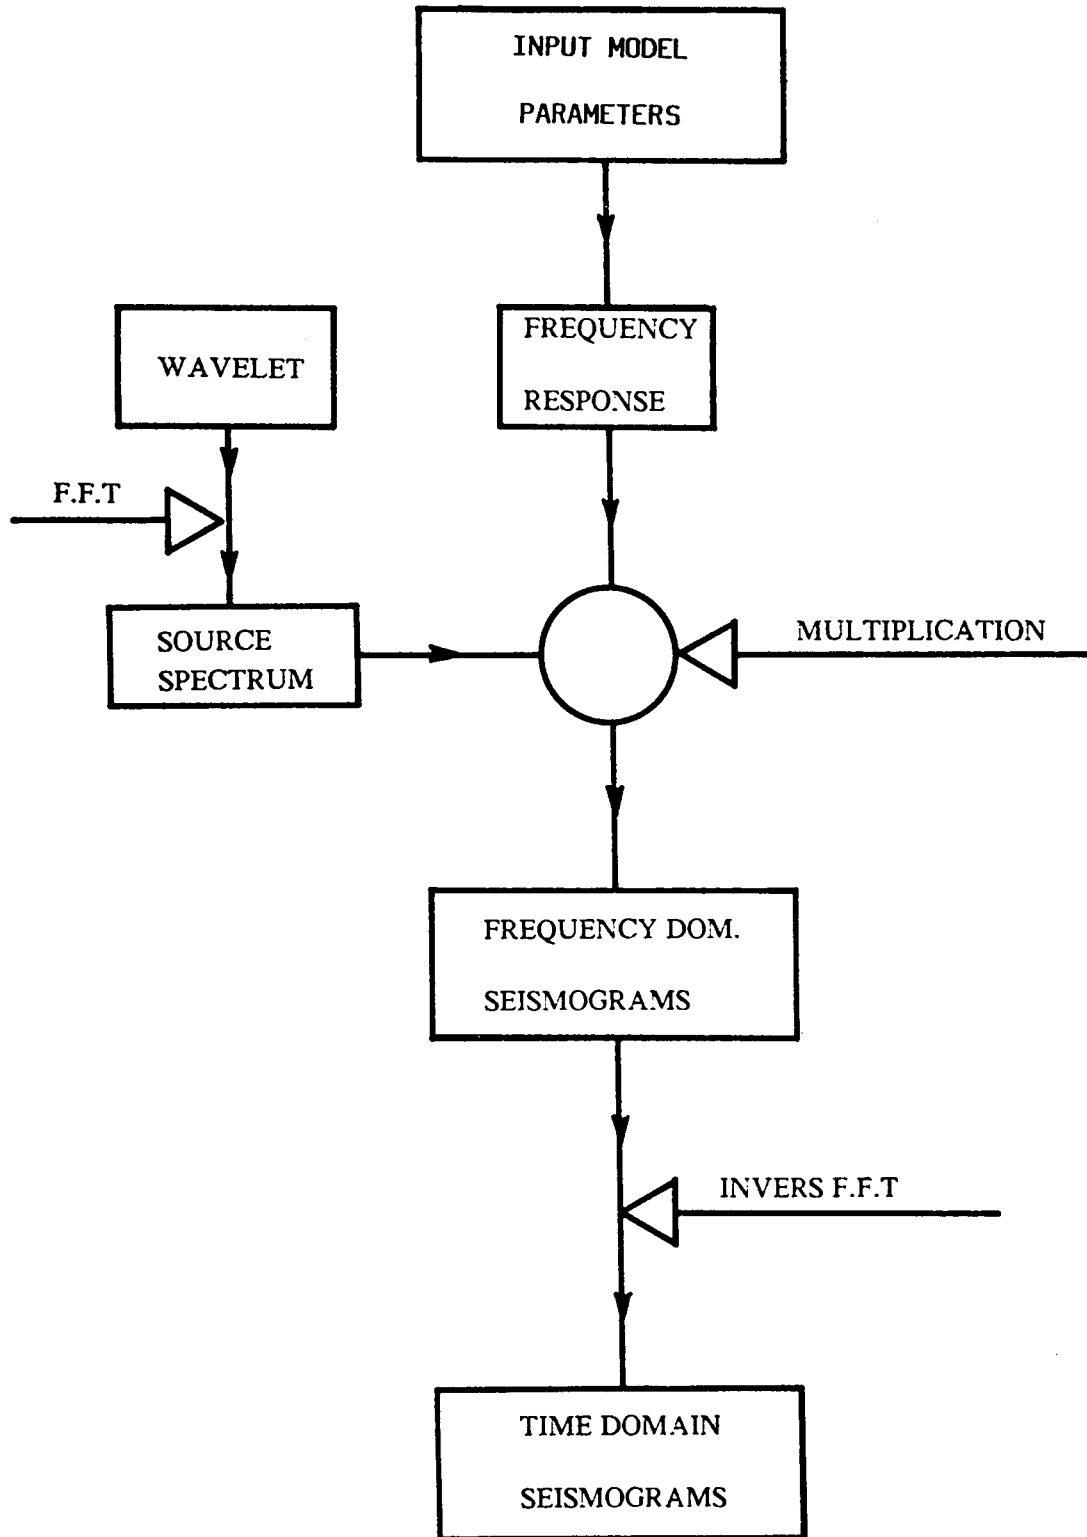 INPUT MODEL
PARAMETERS
FREQUENCY
RESPONSE
WAVELET
F.F.T
SOURCE
SPECTRUM
MULTIPLICATION
FREQUENCY DOM.
SEISMOGRAMS
INVERS F.F.T
TIME DOMAIN
SEISMOGRAMS